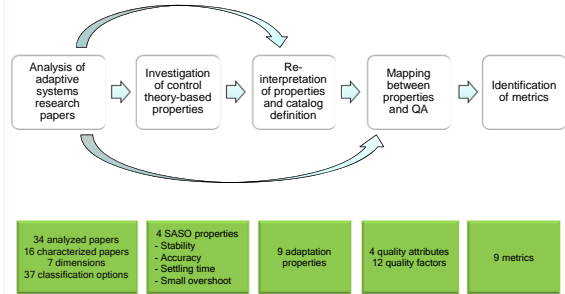 Analysis of
adaptive
systems
research
papers
Investigation
of control
theory-based
properties
Re-
interpretation
of properties
and catalog
definition
Mapping
between
properties
and QA
Identification
of metrics
34 analyzed papers
16 characterized papers
7 dimensions
37 classification options
4 SASO properties
- Stability
- Accuracy
- Settling time
- Small overshoot
9 adaptation
properties
4 quality attributes
12 quality factors
9 metrics